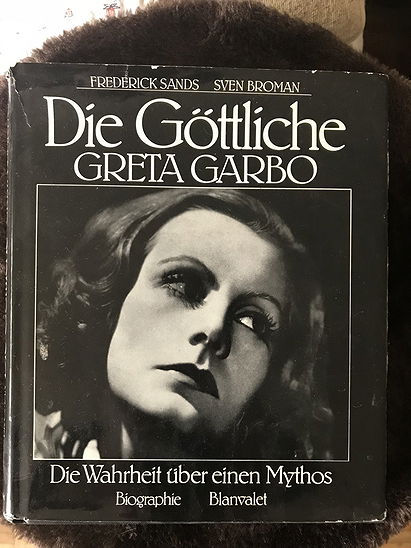 FREDERICK SANDS SVEN BROMAN
Die Göttliche
GRETA GARBO
Die Wahrheit über einen Mythos
Biographie Blanvalet